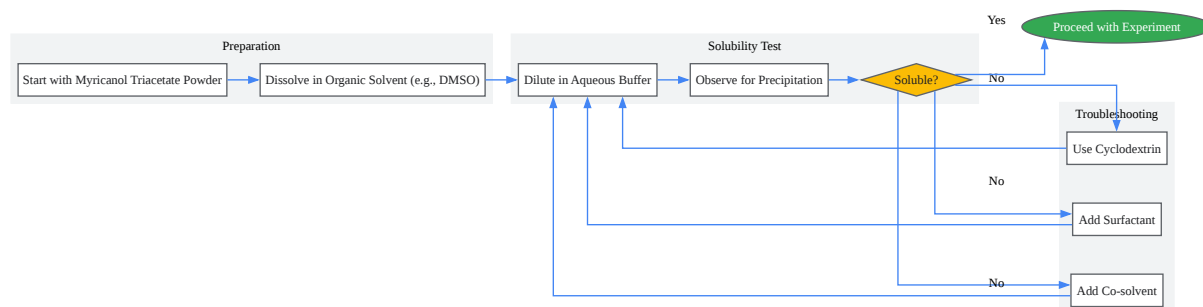 Yes
Proceed with Experiment
Preparation
Solubility Test
Start with Myricanol Triacetate Powder
Dissolve in Organic Solvent (e.g., DMSO)
Dilute in Aqueous Buffer
Observe for Precipitation
Soluble?
No
Troubleshooting
Use Cyclodextrin
No
Add Surfactant
No
Add Co-solvent